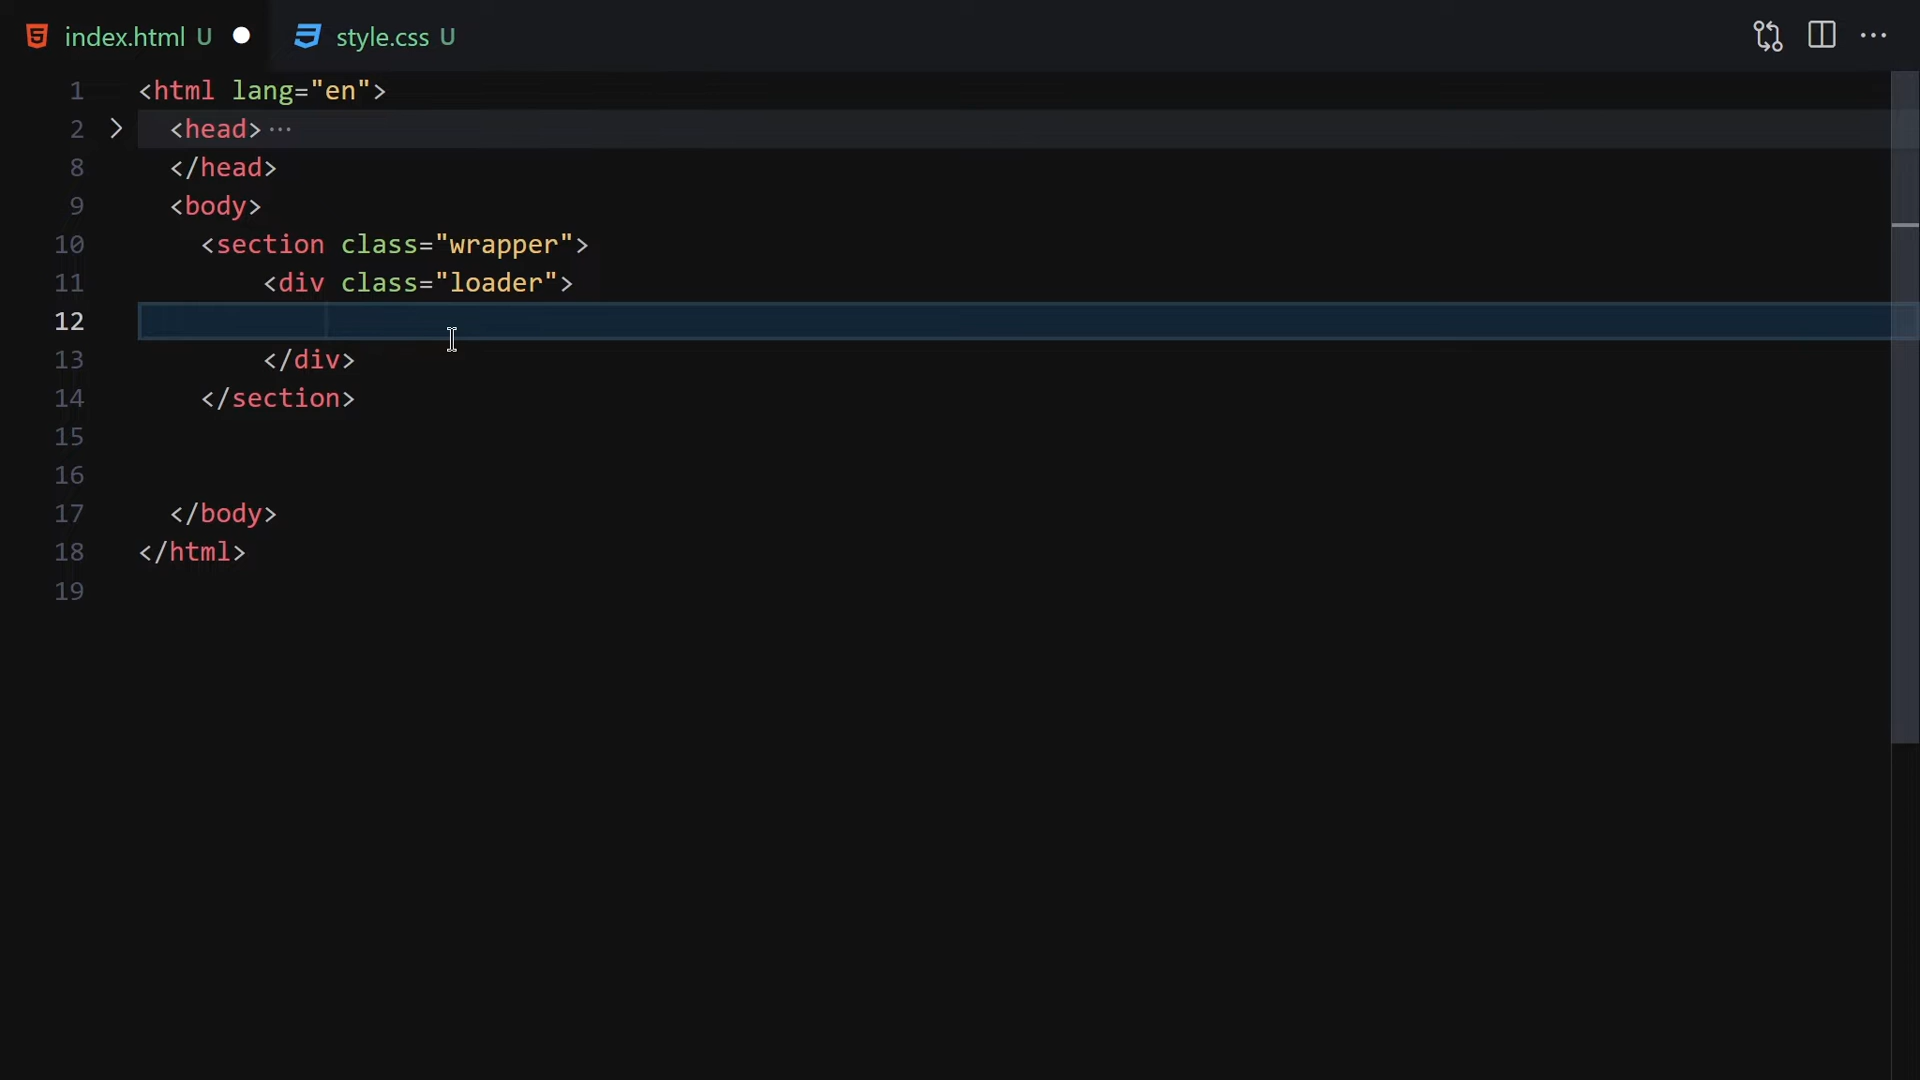 index.html U style.css U
1 <html lang="en">
2 <head> ···
8 </head>
9 <body>
10 <section class="wrapper">
11 <div class="loader">
12
13 </div>
14 </section>
15
16
17 </body>
18 </html>
19